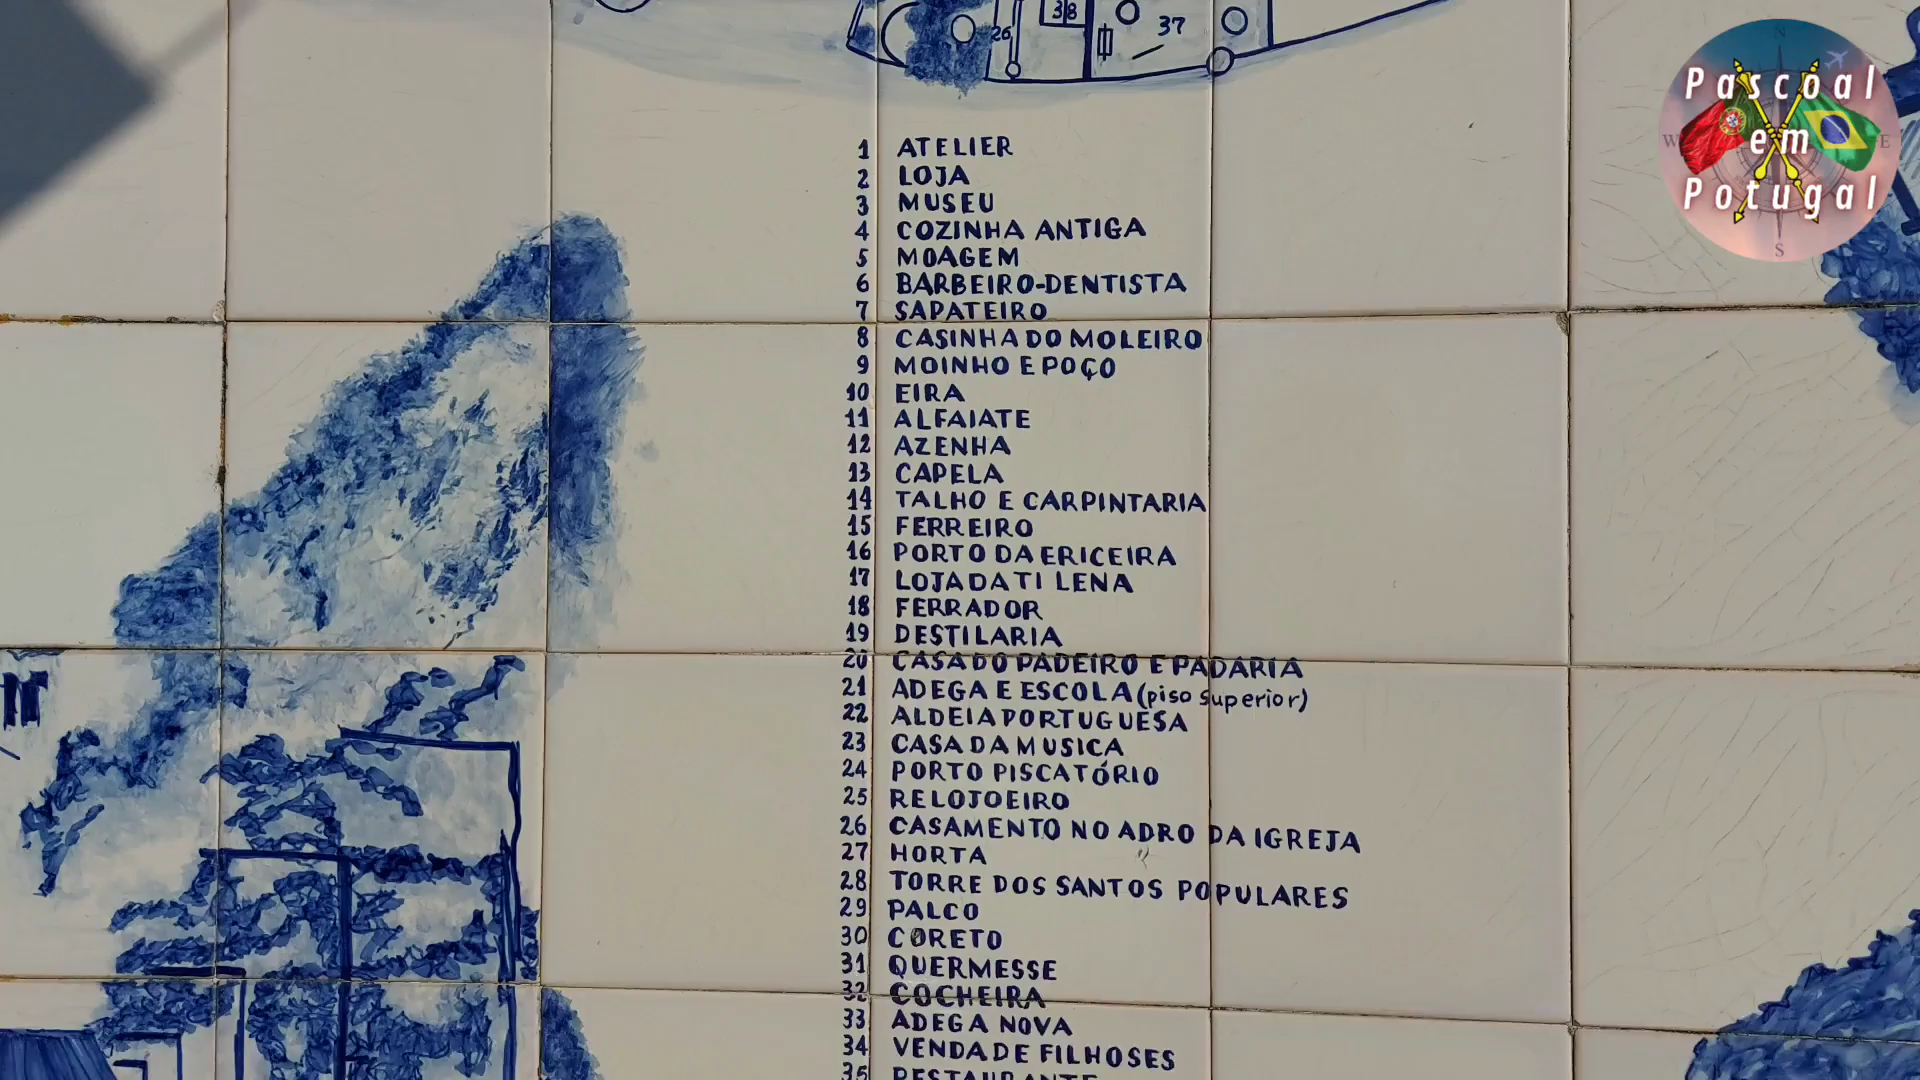 38
26
37
Pascoal
em
Potugal
N
W
E
S
1 ATELIER
2 LOJA
3 MUSEU
4 COZINHA ANTIGA
5 MOAGEM
6 BARBEIRO-DENTISTA
7 SAPATEIRO
8 CASINHA DO MOLEIRO
9 MOINHO E POÇO
10 EIRA
11 ALFAIATE
12 AZENHA
13 CAPELA
14 TALHO E CARPINTARIA
15 FERREIRO
16 PORTO DA ERICEIRA
17 LOJA DA TI LENA
18 FERRADOR
19 DESTILARIA
20 CASA DO PADEIRO E PADARIA
21 ADEGA E ESCOLA (piso superior)
22 ALDEIA PORTUGUESA
23 CASA DA MUSICA
24 PORTO PISCATÓRIO
25 RELOJOEIRO
26 CASAMENTO NO ADRO DA IGREJA
27 HORTA
28 TORRE DOS SANTOS POPULARES
29 PALCO
30 CORETO
31 QUERMESSE
32 COCHEIRA
33 ADEGA NOVA
34 VENDA DE FILHOSES
35 RESTAURANTE